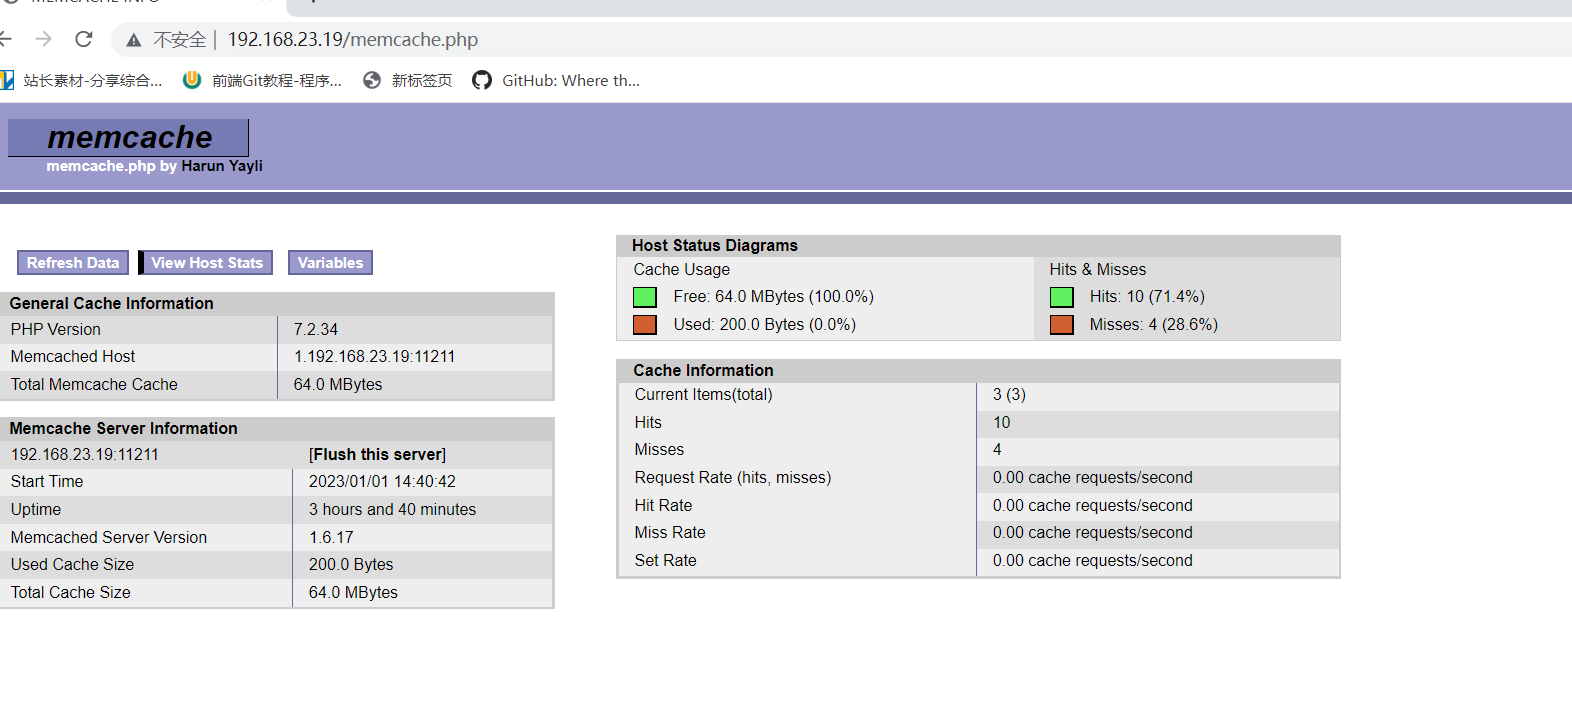 MEMCACHE INFO
不安全 | 192.168.23.19/memcache.php
站长素材-分享综合... 前端Git教程-程序... 新标签页 GitHub: Where th...
memcache
memcache.php by Harun Yayli
Refresh Data View Host Stats Variables
General Cache Information
PHP Version 7.2.34
Memcached Host 1.192.168.23.19:11211
Total Memcache Cache 64.0 MBytes
Memcache Server Information
192.168.23.19:11211 [Flush this server]
Start Time 2023/01/01 14:40:42
Uptime 3 hours and 40 minutes
Memcached Server Version 1.6.17
Used Cache Size 200.0 Bytes
Total Cache Size 64.0 MBytes
Host Status Diagrams
Cache Usage Hits & Misses
Free: 64.0 MBytes (100.0%) Hits: 10 (71.4%)
Used: 200.0 Bytes (0.0%) Misses: 4 (28.6%)
Cache Information
Current Items(total) 3 (3)
Hits 10
Misses 4
Request Rate (hits, misses) 0.00 cache requests/second
Hit Rate 0.00 cache requests/second
Miss Rate 0.00 cache requests/second
Set Rate 0.00 cache requests/second